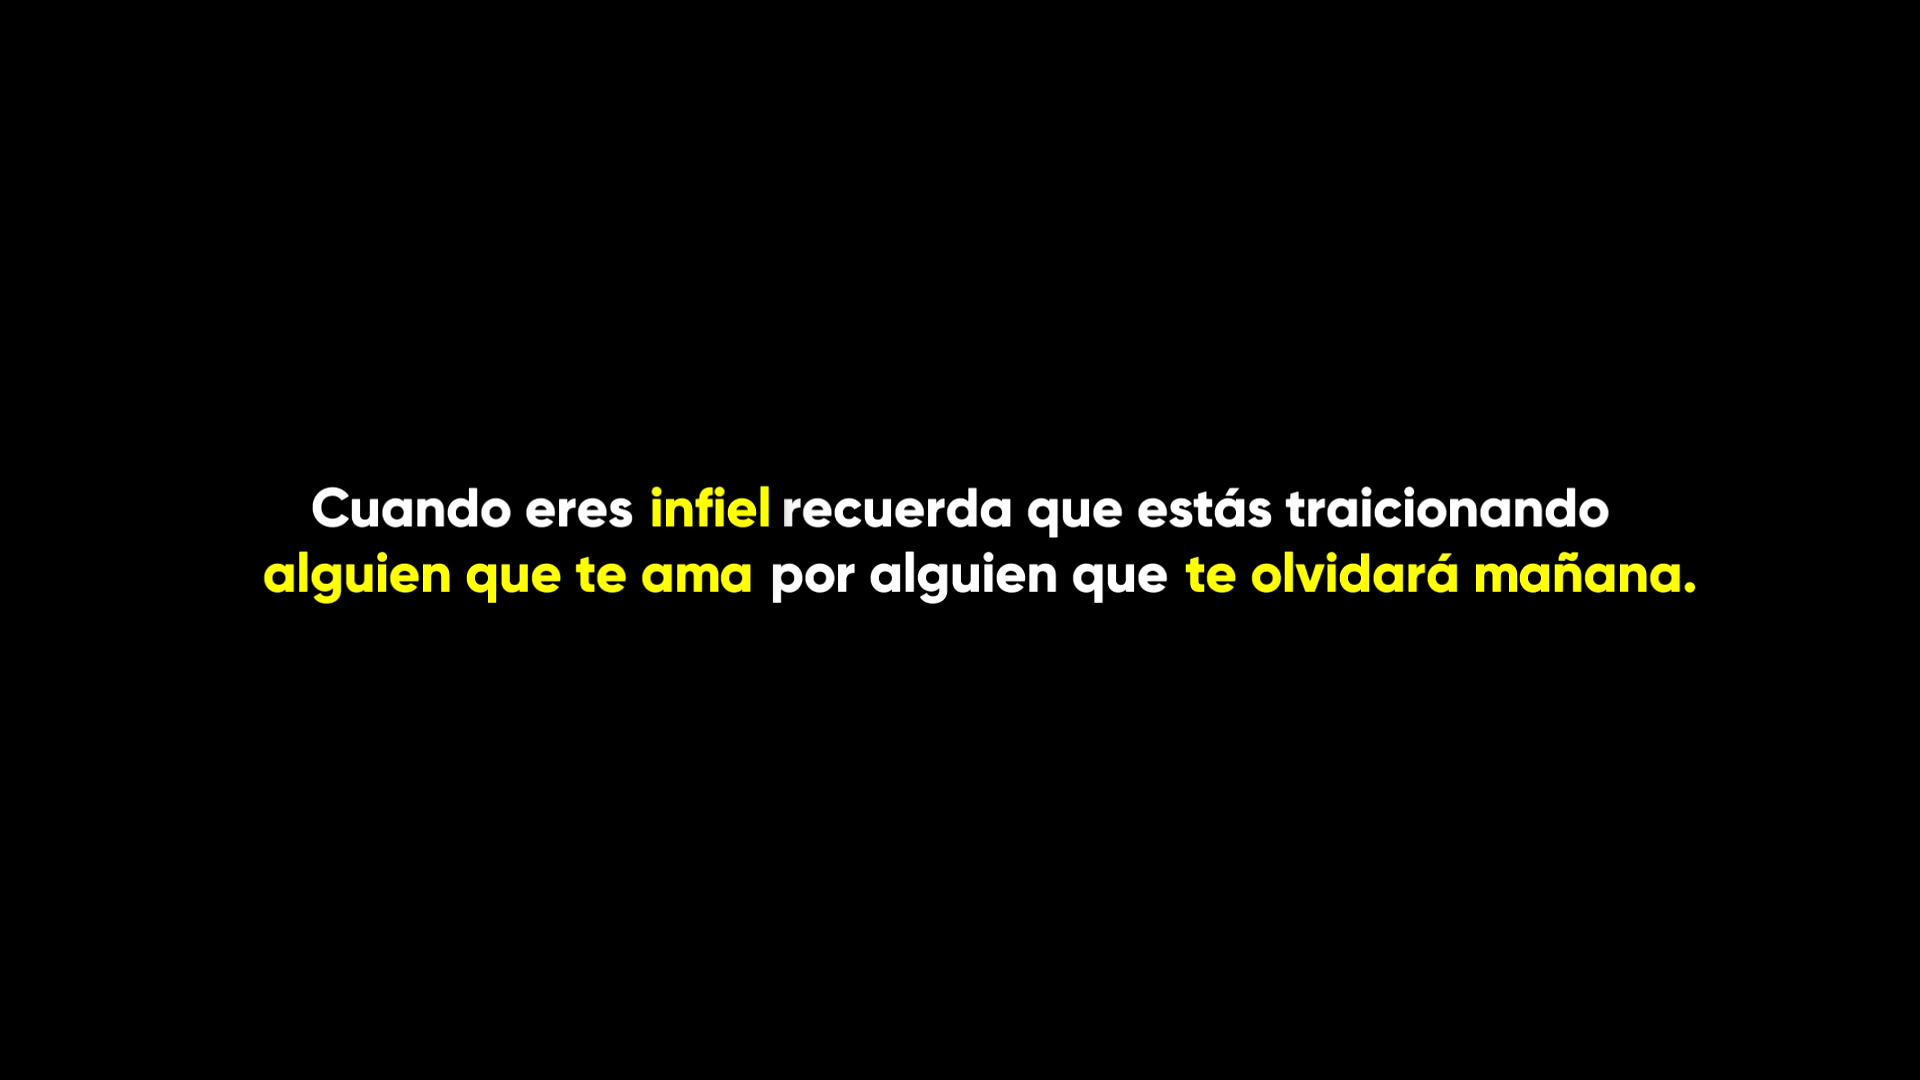 Cuando eres infiel recuerda que estás traicionando
alguien que te ama por alguien que te olvidará mañana.